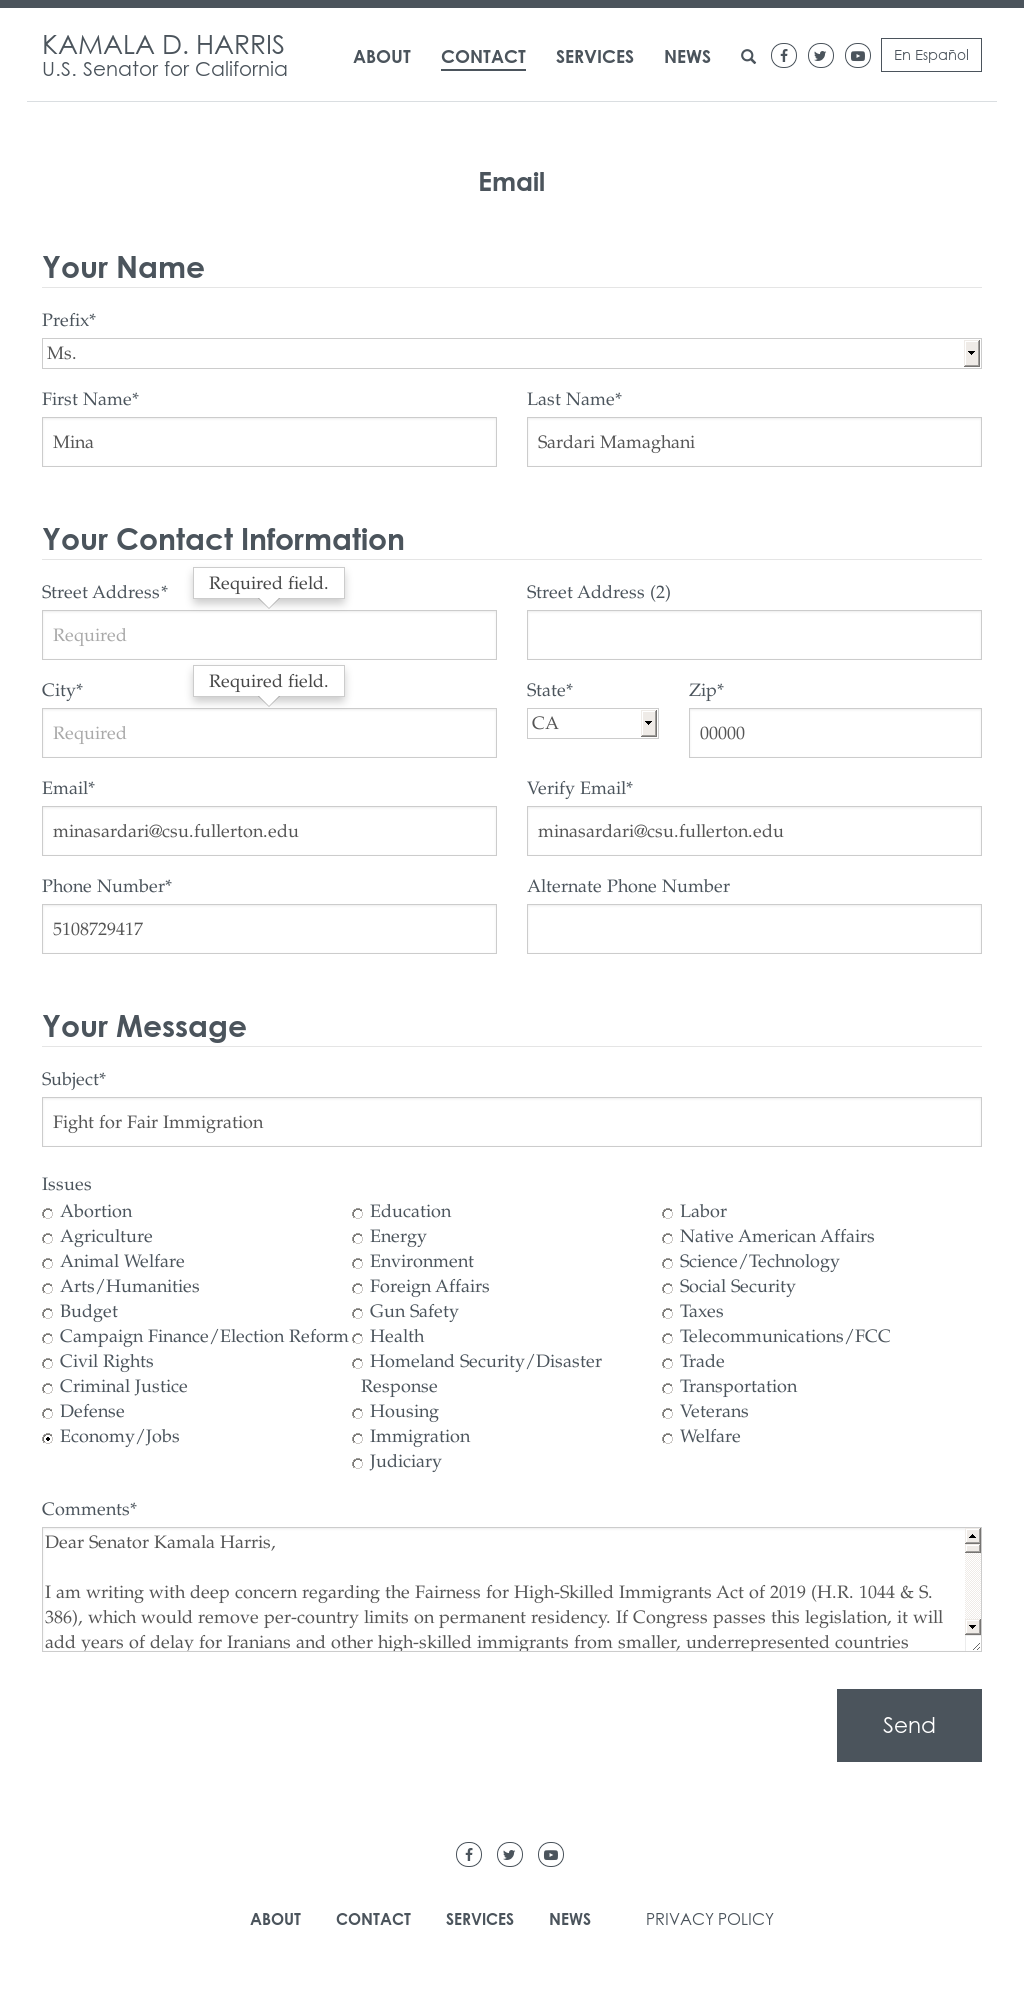 KAMALA D. HARRIS
U.S. Senator for California
ABOUT CONTACT SERVICES NEWS En Español
Email
Your Name
Prefix*
Ms.
First Name* Last Name*
Mina Sardari Mamaghani
Your Contact Information
Required field.
Street Address* Street Address (2)
Required
Required field.
City* State* Zip*
Required CA 00000
Email* Verify Email*
minasardari@csu.fullerton.edu minasardari@csu.fullerton.edu
Phone Number* Alternate Phone Number
5108729417
Your Message
Subject*
Fight for Fair Immigration
Issues
Abortion Education Labor
Agriculture Energy Native American Affairs
Animal Welfare Environment Science/Technology
Arts/Humanities Foreign Affairs Social Security
Budget Gun Safety Taxes
Campaign Finance/Election Reform Health Telecommunications/FCC
Civil Rights Homeland Security/Disaster Trade
Criminal Justice Response Transportation
Defense Housing Veterans
Economy/Jobs Immigration Welfare
Judiciary
Comments*
Dear Senator Kamala Harris,
I am writing with deep concern regarding the Fairness for High-Skilled Immigrants Act of 2019 (H.R. 1044 & S.
386), which would remove per-country limits on permanent residency. If Congress passes this legislation, it will
add years of delay for Iranians and other high-skilled immigrants from smaller, underrepresented countries
Send
ABOUT CONTACT SERVICES NEWS PRIVACY POLICY